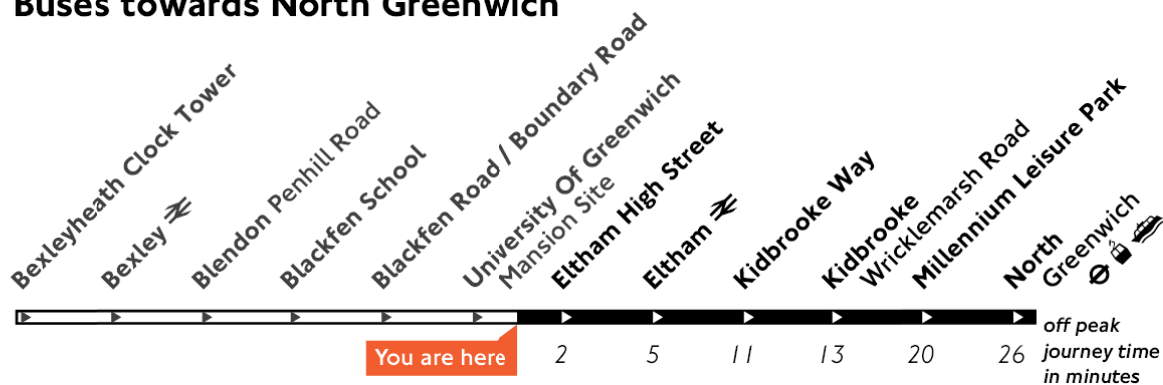 Buses towards North Greenwich
Bexleyheath Clock Tower
Bexley
Blendon Penhill Road
Blackfen School
Blackfen Road / Boundary Road
University Of Greenwich
Mansion Site
Eltham High Street
Eltham
Kidbrooke Way
Kidbrooke
Wricklemarsh Road
Millennium Leisure Park
North
Greenwich
You are here
2
5
11
13
20
26
off peak
journey time
in minutes